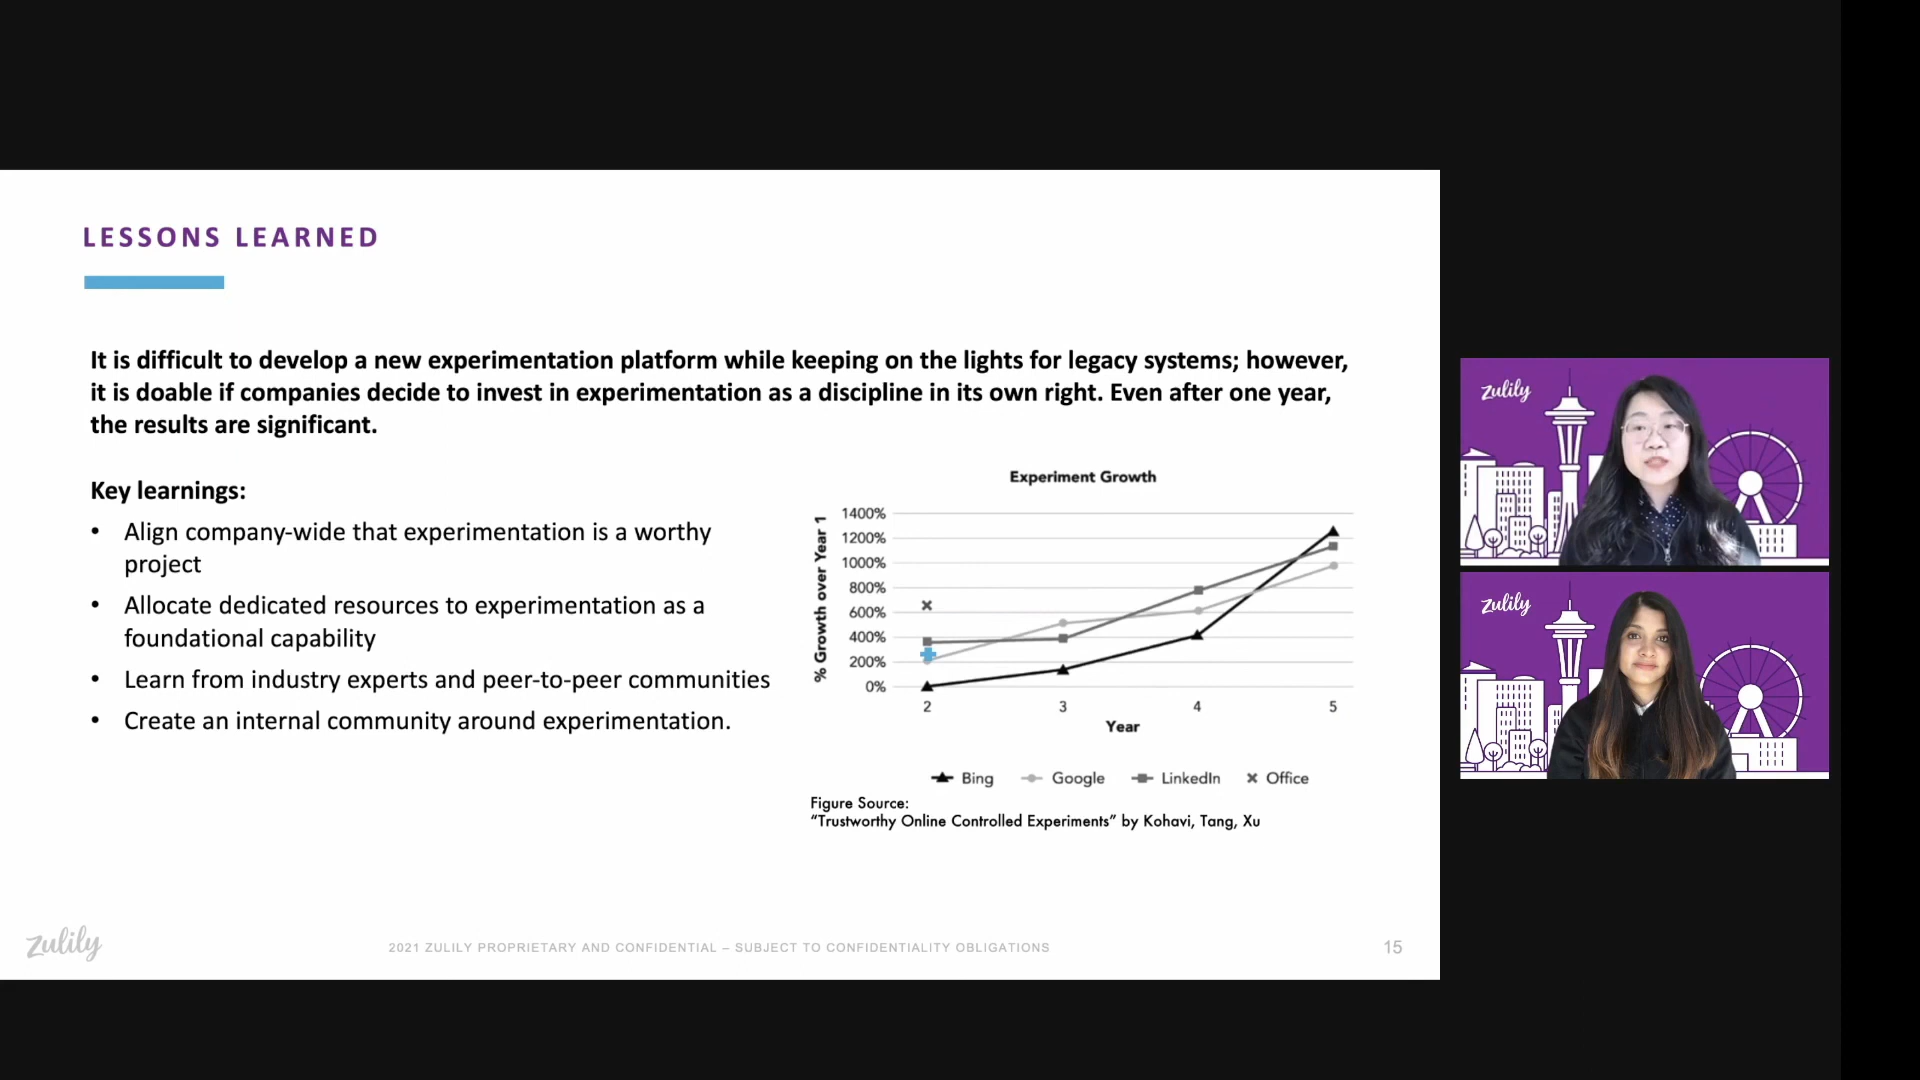 LESSONS LEARNED
It is difficult to develop a new experimentation platform while keeping on the lights for legacy systems; however,
it is doable if companies decide to invest in experimentation as a discipline in its own right. Even after one year,
the results are significant.
Key learnings:
• Align company-wide that experimentation is a worthy
project
• Allocate dedicated resources to experimentation as a
foundational capability
• Learn from industry experts and peer-to-peer communities
• Create an internal community around experimentation.
Experiment Growth
% Growth over Year 1
1400%
1200%
1000%
800%
600%
400%
200%
0%
2 3 4 5
Year
Bing Google LinkedIn Office
Figure Source:
“Trustworthy Online Controlled Experiments” by Kohavi, Tang, Xu
zulily
2021 ZULILY PROPRIETARY AND CONFIDENTIAL – SUBJECT TO CONFIDENTIALITY OBLIGATIONS
15
zulily
zulily